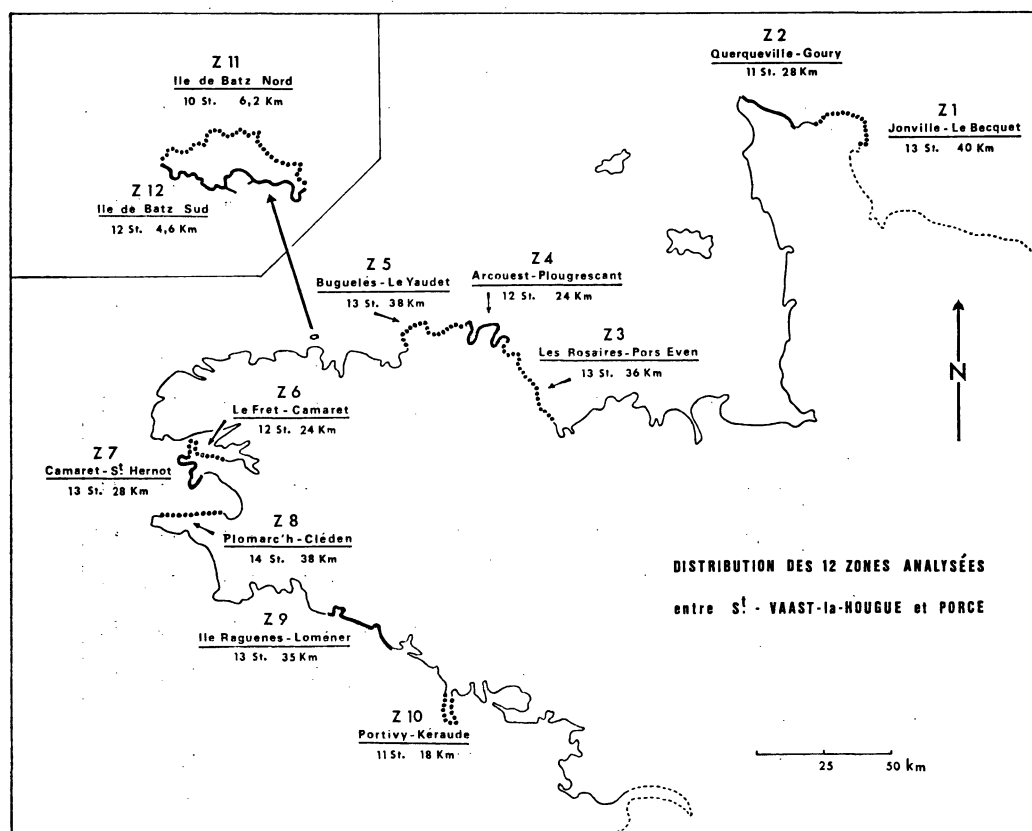 Z 11
Ile de Batz Nord
10 St. 6,2 Km
Z 12
Ile de Batz Sud
12 St. 4,6 Km
Z 2
Querqueville-Goury
11 St. 28 Km
Z 1
Jonville - Le Becquet
13 St. 40 Km
Z 5
Buguelès - Le Yaudet
13 St. 38 Km
Z 4
Arcouest-Plougrescant
12 St. 24 Km
Z 3
Les Rosaires-Pors Even
13 St. 36 Km
N
Z 6
Le Fret - Camaret
12 St. 24 Km
Z 7
Camaret - St Hernot
13 St. 28 Km
Z 8
Plomarc'h-Cléden
14 St. 38 Km
Z 9
Ile Raguenes - Loméner
13 St. 35 Km
Z 10
Portivy-Kéraude
11 St. 18 Km
DISTRIBUTION DES 12 ZONES ANALYSÉES
entre St - VAAST-la-HOUGUE et PORCE
25 50 km